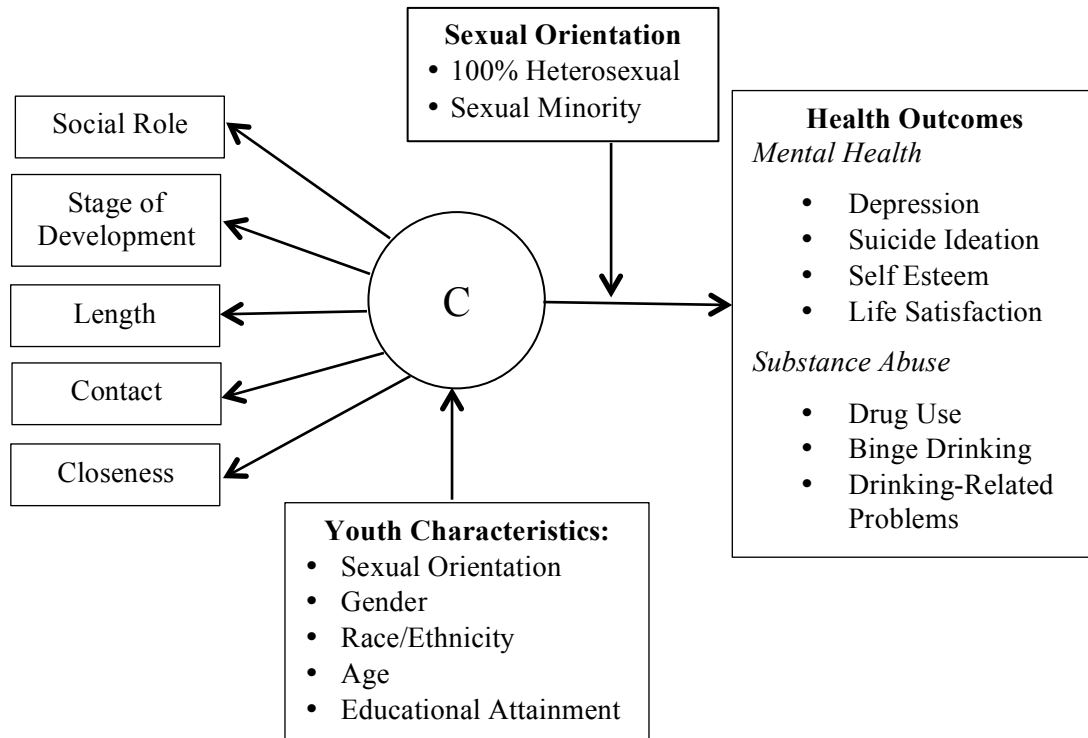 Sexual Orientation
• 100% Heterosexual
• Sexual Minority
Social Role
Stage of
Development
Length
Contact
Closeness
C
Health Outcomes
Mental Health
• Depression
• Suicide Ideation
• Self Esteem
• Life Satisfaction
Substance Abuse
• Drug Use
• Binge Drinking
• Drinking-Related
Problems
Youth Characteristics:
• Sexual Orientation
• Gender
• Race/Ethnicity
• Age
• Educational Attainment